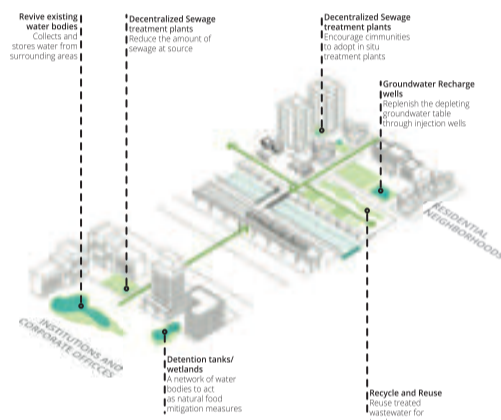 Revive existing
water bodies
Collects and
stores water from
surrounding areas
Decentralized Sewage
treatment plants
Reduce the amount of
sewage at source
Decentralized Sewage
treatment plants
Encourage cimmunities
to adopt in situ
treatment plants
Groundwater Recharge
wells
Replenish the depleting
groundwater table
through injection wells
RESIDENTIAL
NEIGHBORHOODS
INSTITUTIONS AND
CORPORATE OFFICES
Detention tanks/
wetlands
A network of water
bodies to act
as natural food
mitigation measures
Recycle and Reuse
Reuse treated
wastewater for